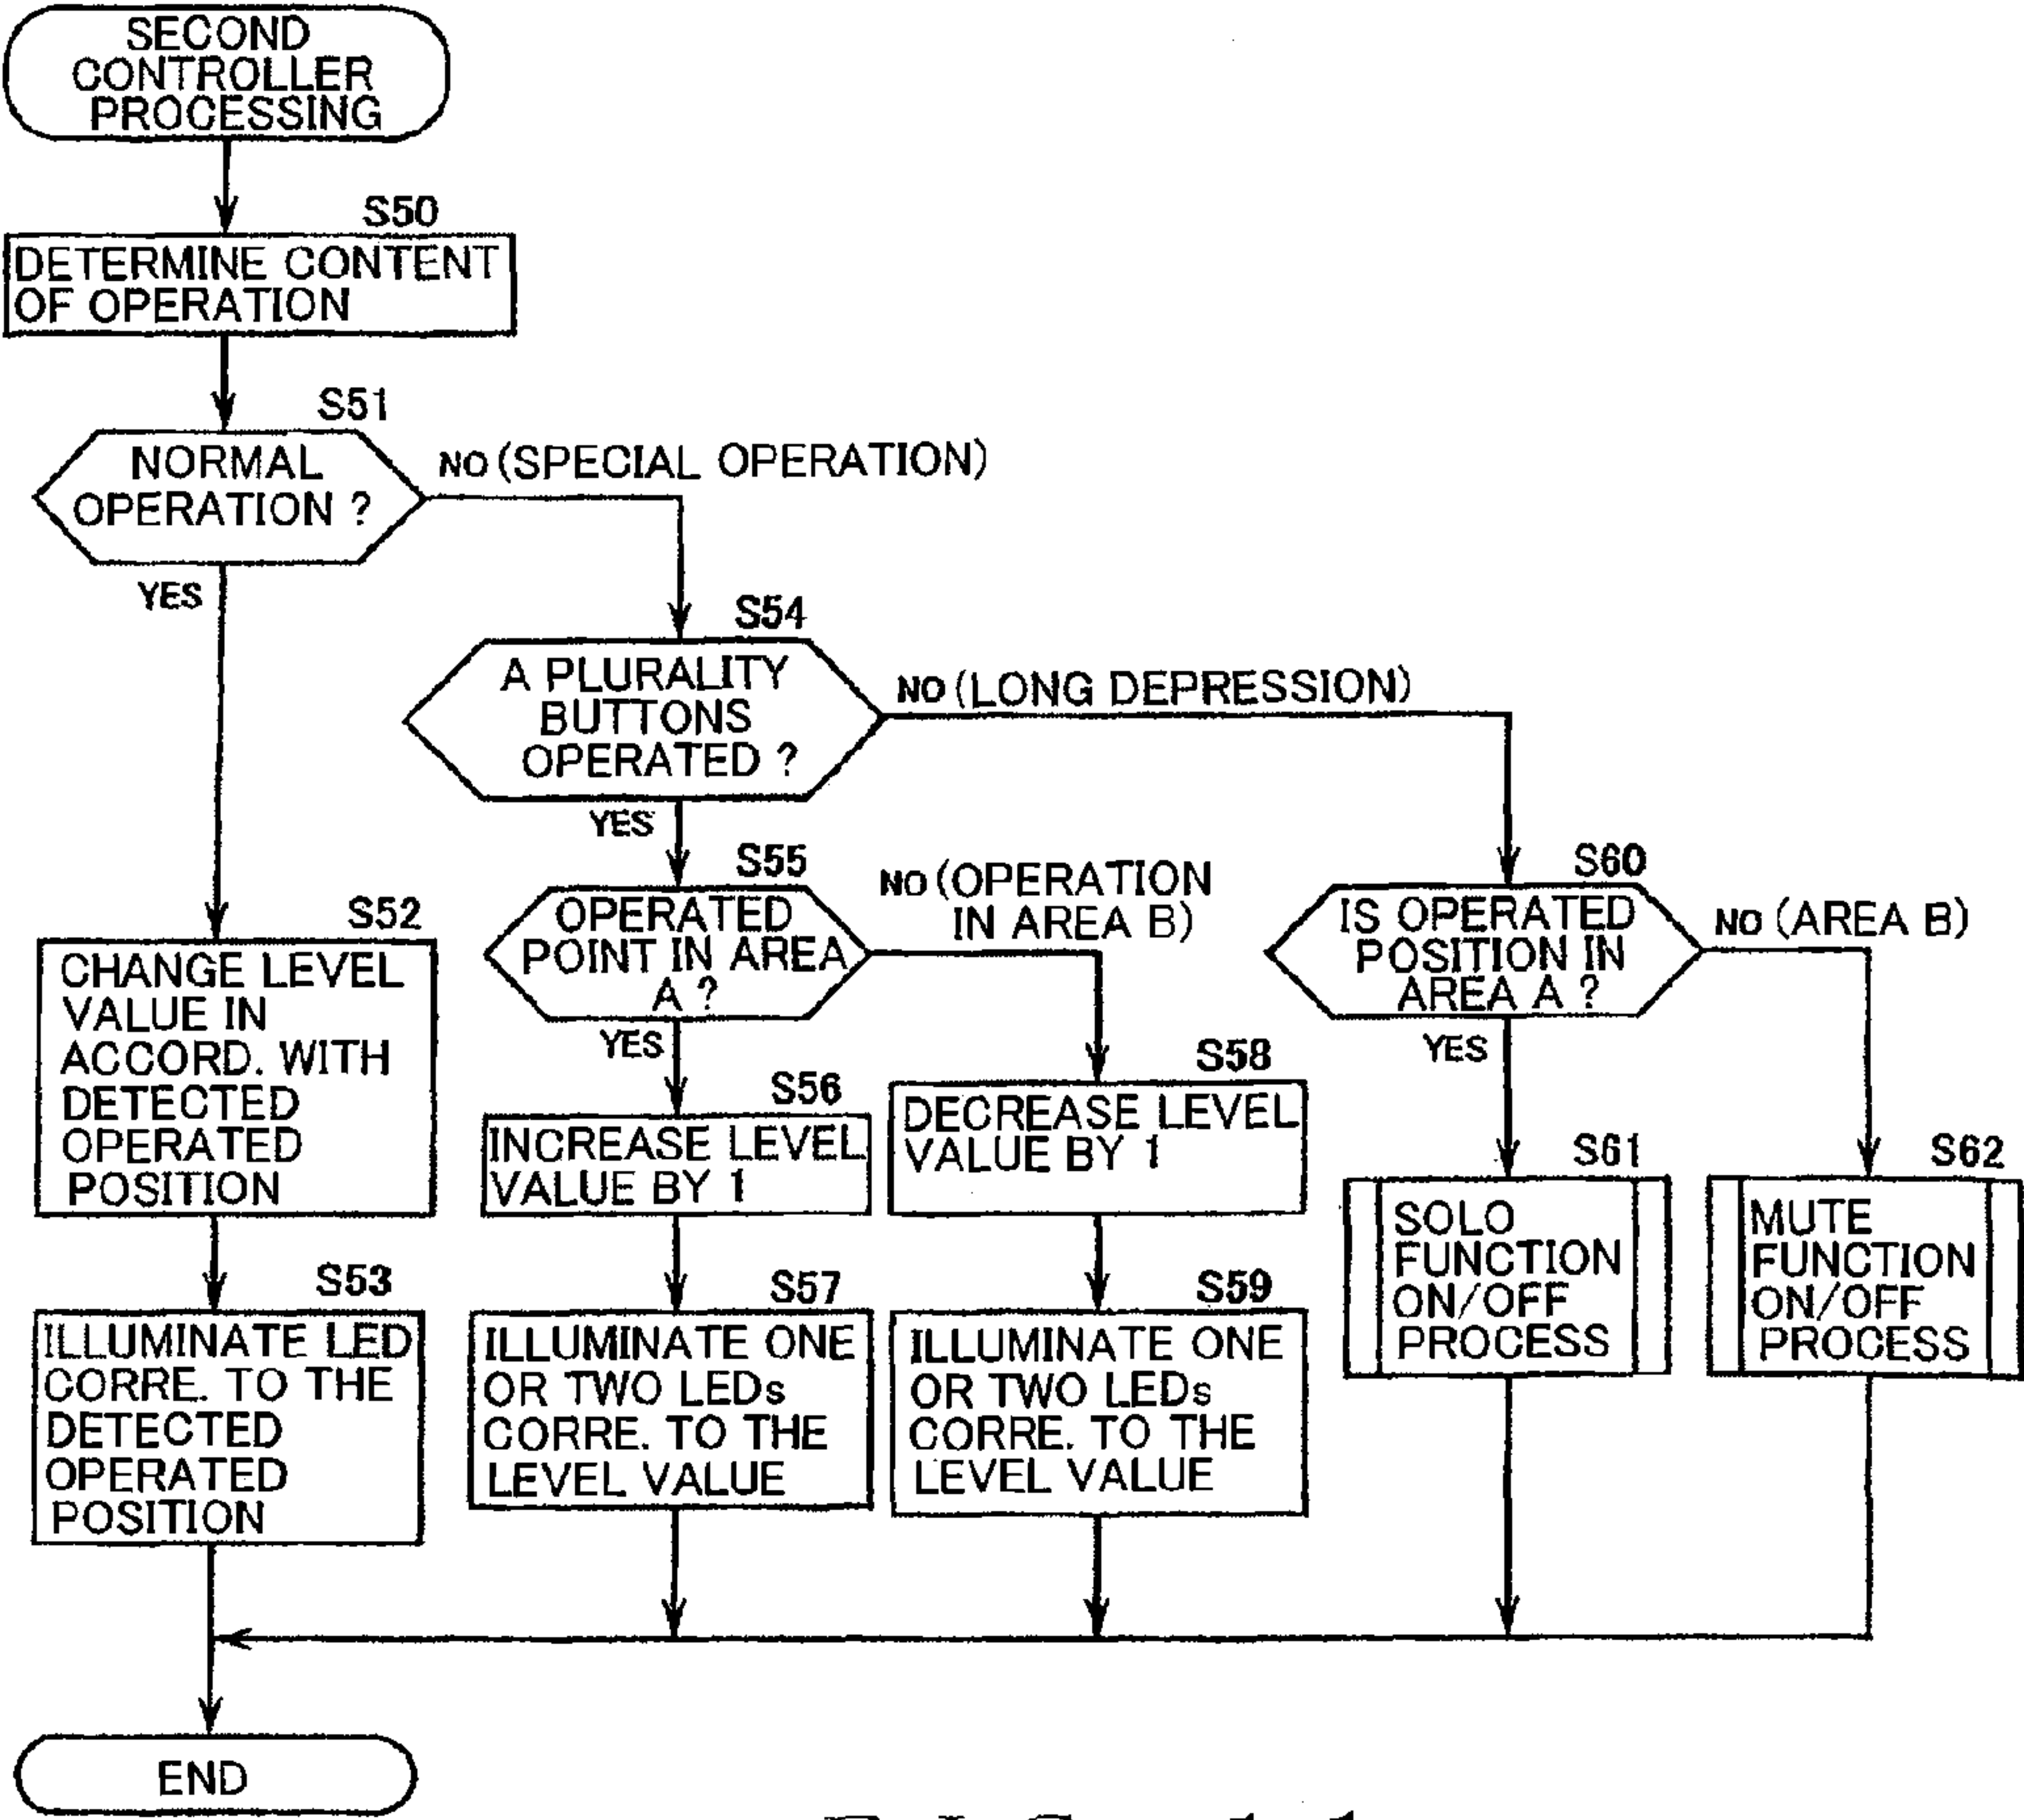 SECOND
CONTROLLER
PROCESSING
S50
DETERMINE CONTENT
OF OPERATION
S51
NORMAL
OPERATION ?
NO (SPECIAL OPERATION)
YES
S54
A PLURALITY
BUTTONS
OPERATED ?
NO (LONG DEPRESSION)
YES
S55
OPERATED
POINT IN AREA
A ?
NO (OPERATION
IN AREA B)
YES
S60
IS OPERATED
POSITION IN
AREA A ?
NO (AREA B)
YES
S52
CHANGE LEVEL
VALUE IN
ACCORD. WITH
DETECTED
OPERATED
POSITION
S56
INCREASE LEVEL
VALUE BY 1
S58
DECREASE LEVEL
VALUE BY 1
S61
SOLO
FUNCTION
ON/OFF
PROCESS
S62
MUTE
FUNCTION
ON/OFF
PROCESS
S53
ILLUMINATE LED
CORRE. TO THE
DETECTED
OPERATED
POSITION
S57
ILLUMINATE ONE
OR TWO LEDs
CORRE. TO THE
LEVEL VALUE
S59
ILLUMINATE ONE
OR TWO LEDs
CORRE. TO THE
LEVEL VALUE
END